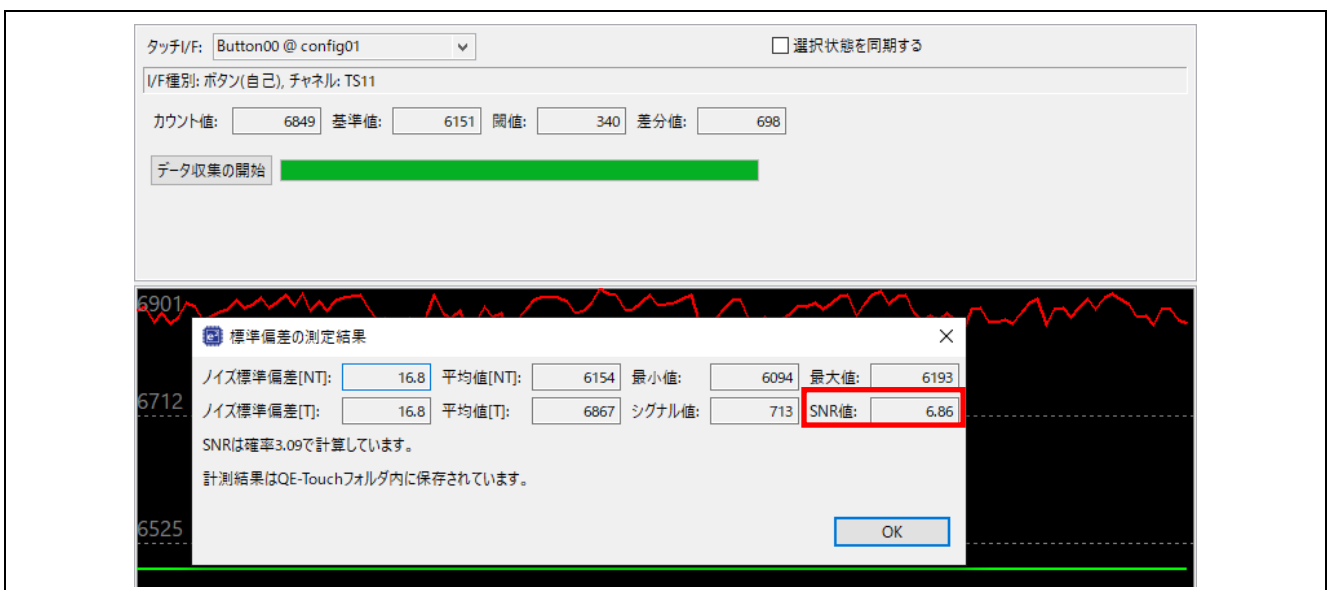 タッチI/F: Button00 @ config01 選択状態を同期する
I/F種別: ボタン(自己), チャネル: TS11
カウント値: 6849 基準値: 6151 閾値: 340 差分値: 698
データ収集の開始
6901
標準偏差の測定結果
ノイズ標準偏差[NT]: 16.8 平均値[NT]: 6154 最小値: 6094 最大値: 6193
6712
ノイズ標準偏差[T]: 16.8 平均値[T]: 6867 シグナル値: 713 SNR値: 6.86
SNRは確率3.09で計算しています。
計測結果はQE-Touchフォルダ内に保存されています。
6525
OK